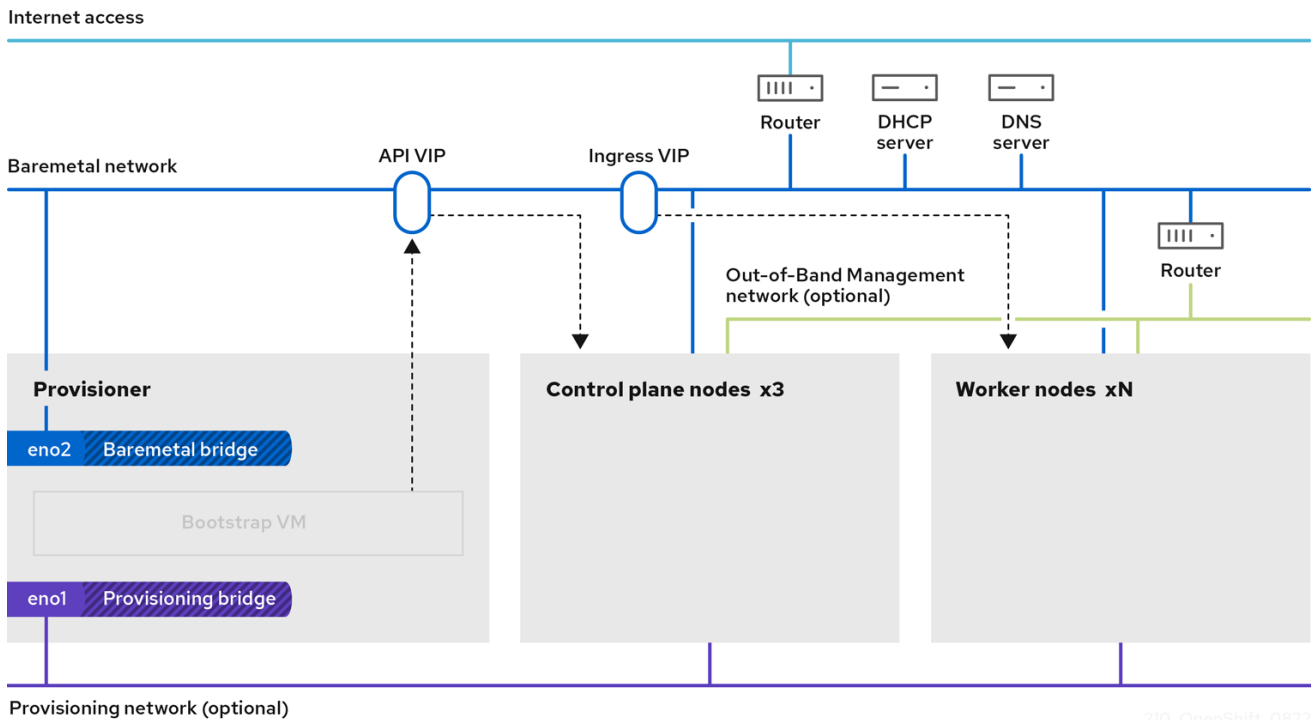 Internet access
Router
DHCP
server
DNS
server
Baremetal network
API VIP
Ingress VIP
Router
Out-of-Band Management
network (optional)
Provisioner
Control plane nodes x3
Worker nodes xN
eno2
Baremetal bridge
Bootstrap VM
eno1
Provisioning bridge
Provisioning network (optional)
210_OpenShift_0822